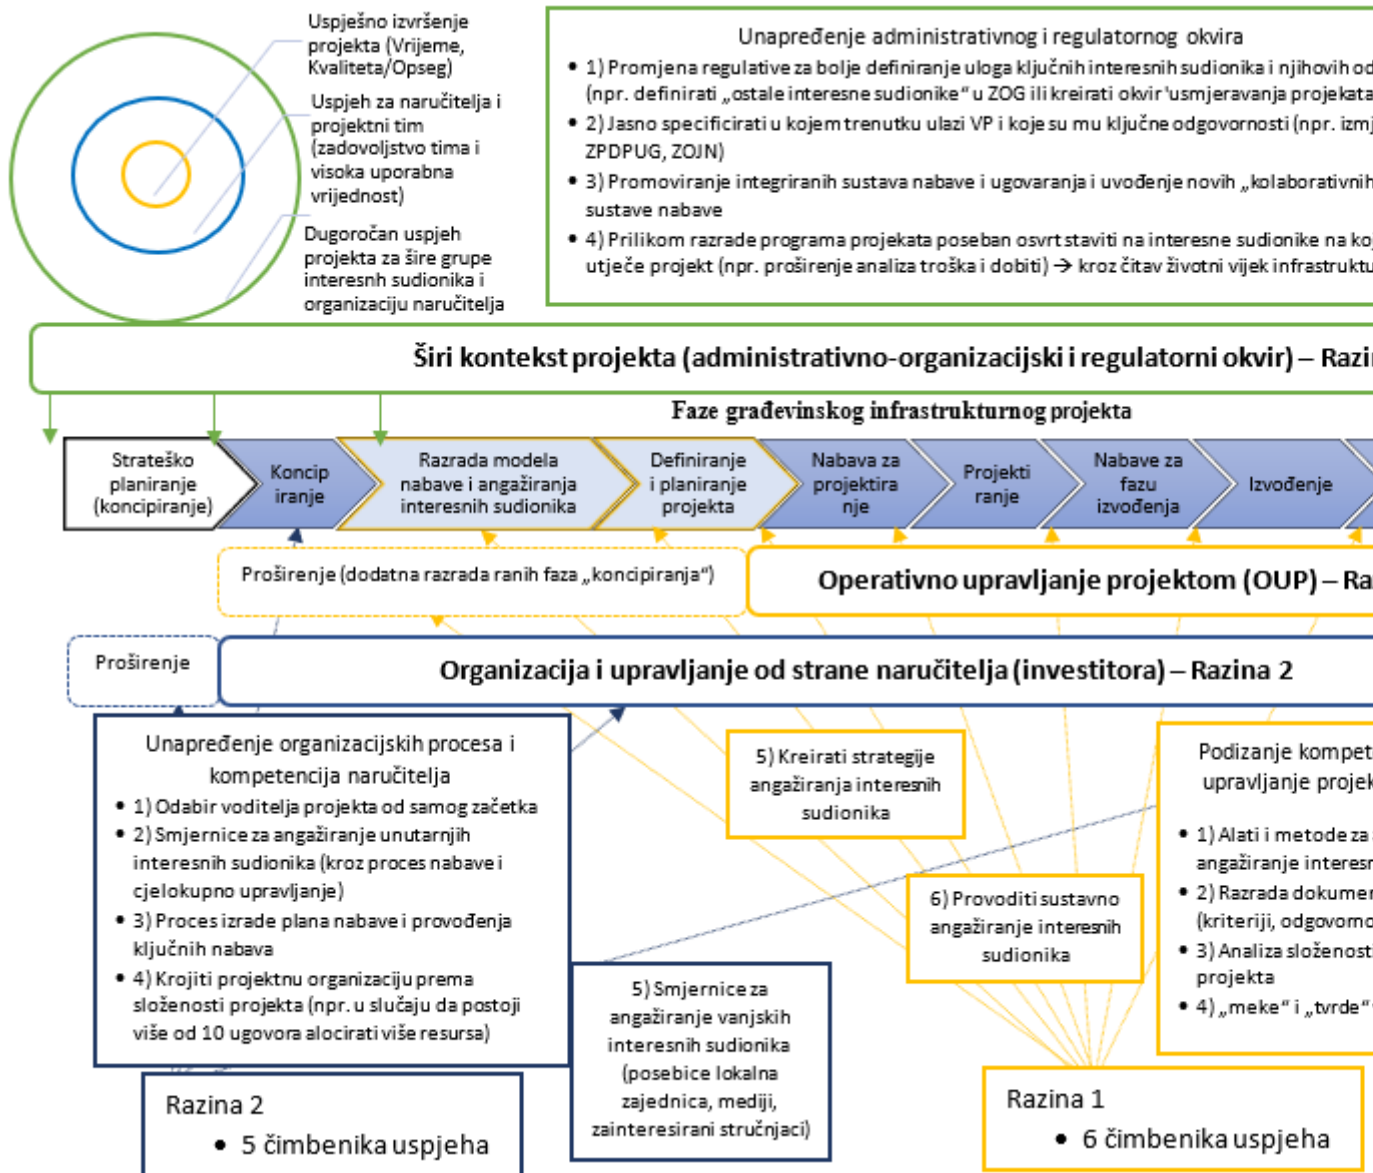 Uspješno izvršenje
projekta (Vrijeme,
Kvaliteta/Opseg)
Uspjeh za naručitelja i
projektni tim
(zadovoljstvo tima i
visoka uporabna
vrijednost)
Dugoročan uspjeh
projekta za šire grupe
interesnh sudionika i
organizaciju naručitelja
Unapređenje administrativnog i regulatornog okvira
• 1) Promjena regulative za bolje definiranje uloga ključnih interesnih sudionika i njihovih od
(npr. definirati „ostale interesne sudionike“ u ZOG ili kreirati okvir 'usmjeravanja projekata
• 2) Jasno specificirati u kojem trenutku ulazi VP i koje su mu ključne odgovornosti (npr. izmj
ZPDPUG, ZOJN)
• 3) Promoviranje integriranih sustava nabave i ugovaranja i uvođenje novih „kolaborativnih
sustave nabave
• 4) Prilikom razrade programa projekata poseban osvrt staviti na interesne sudionike na koj
utječe projekt (npr. proširenje analiza troška i dobiti) → kroz čitav životni vijek infrastruktu
Širi kontekst projekta (administrativno-organizacijski i regulatorni okvir) – Razi
Faze građevinskog infrastrukturnog projekta
Strateško
planiranje
(koncipiranje)
Koncip
iranje
Razrada modela
nabave i angažiranja
interesnih sudionika
Definiranje
i planiranje
projekta
Nabava za
projektira
nje
Projekti
ranje
Nabave za
fazu
izvođenja
Izvođenje
Proširenje (dodatna razrada ranih faza „koncipiranja“)
Operativno upravljanje projektom (OUP) – Ra
Proširenje
Organizacija i upravljanje od strane naručitelja (investitora) – Razina 2
Unapređenje organizacijskih procesa i
kompetencija naručitelja
• 1) Odabir voditelja projekta od samog začetka
• 2) Smjernice za angažiranje unutarnjih
interesnih sudionika (kroz proces nabave i
cjelokupno upravljanje)
• 3) Proces izrade plana nabave i provođenja
ključnih nabava
• 4) Krojiti projektnu organizaciju prema
složenosti projekta (npr. u slučaju da postoji
više od 10 ugovora alocirati više resursa)
5) Kreirati strategije
angažiranja interesnih
sudionika
6) Provoditi sustavno
angažiranje interesnih
sudionika
5) Smjernice za
angažiranje vanjskih
interesnih sudionika
(posebice lokalna
zajednica, mediji,
zainteresirani stručnjaci)
Podizanje kompet
upravljanje projek
• 1) Alati i metode za
angažiranje interesn
• 2) Razrada dokumen
(kriteriji, odgovorno
• 3) Analiza složenosti
projekta
• 4) „meke“ i „tvrde“
Razina 2
• 5 čimbenika uspjeha
Razina 1
• 6 čimbenika uspjeha